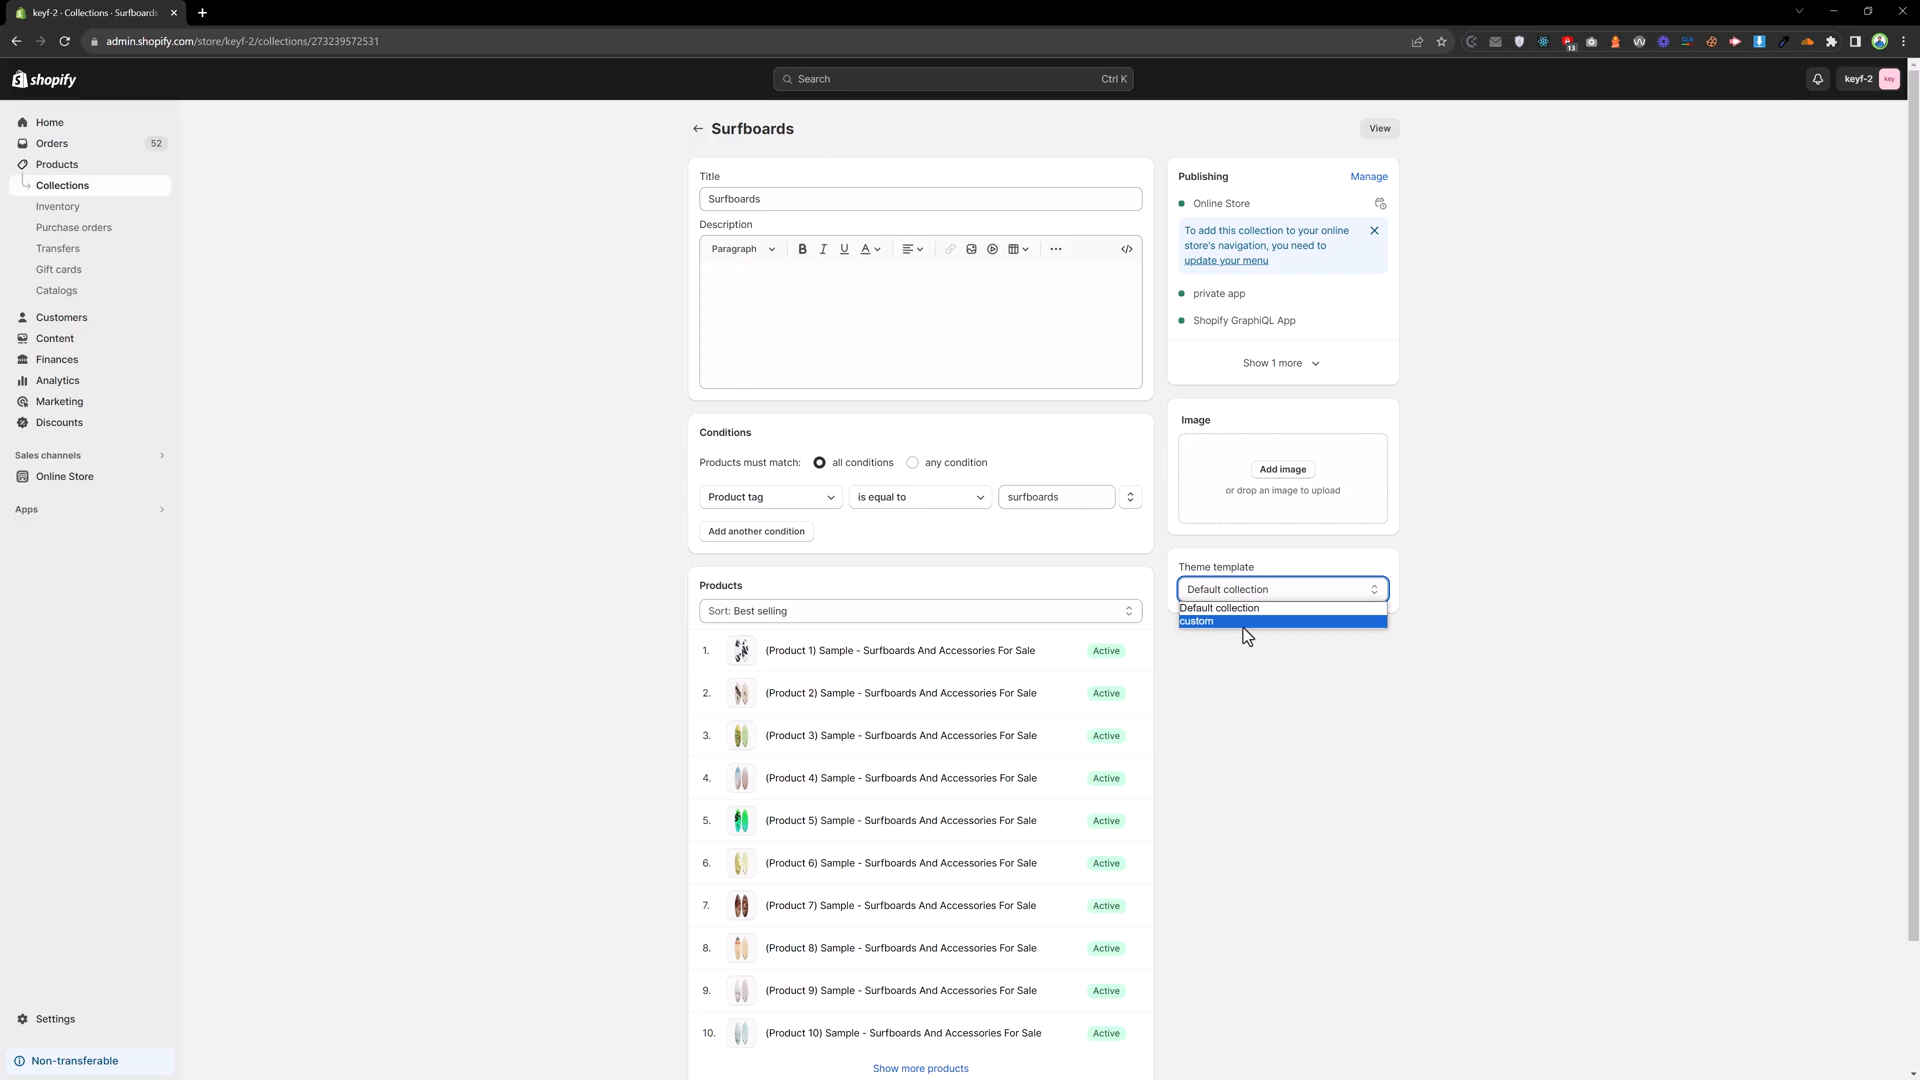 keyf-2 · Collections · Surfboards
admin.shopify.com/store/keyf-2/collections/273239572531
13
shopify
Search
Ctrl K
keyf-2
key
Home
Orders
52
Products
Collections
Inventory
Purchase orders
Transfers
Gift cards
Catalogs
Customers
Content
Finances
Analytics
Marketing
Discounts
Sales channels
Online Store
Apps
Settings
Non-transferable
Surfboards
View
Title
Surfboards
Description
Paragraph
B I U A
Conditions
Products must match: all conditions any condition
Product tag
is equal to
surfboards
Add another condition
Products
Sort: Best selling
1. (Product 1) Sample - Surfboards And Accessories For Sale Active
2. (Product 2) Sample - Surfboards And Accessories For Sale Active
3. (Product 3) Sample - Surfboards And Accessories For Sale Active
4. (Product 4) Sample - Surfboards And Accessories For Sale Active
5. (Product 5) Sample - Surfboards And Accessories For Sale Active
6. (Product 6) Sample - Surfboards And Accessories For Sale Active
7. (Product 7) Sample - Surfboards And Accessories For Sale Active
8. (Product 8) Sample - Surfboards And Accessories For Sale Active
9. (Product 9) Sample - Surfboards And Accessories For Sale Active
10. (Product 10) Sample - Surfboards And Accessories For Sale Active
Show more products
Publishing
Manage
Online Store
To add this collection to your online
store's navigation, you need to
update your menu
private app
Shopify GraphiQL App
Show 1 more
Image
Add image
or drop an image to upload
Theme template
Default collection
Default collection
custom